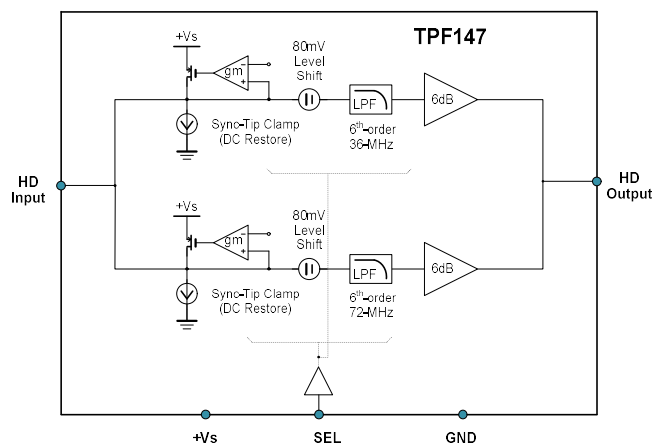 TPF147
+Vs
gm
-
+
80mV
Level
Shift
LPF
6dB
Sync-Tip Clamp
(DC Restore)
6th-order
36-MHz
HD
Input
HD
Output
+Vs
gm
-
+
80mV
Level
Shift
LPF
6dB
Sync-Tip Clamp
(DC Restore)
6th-order
72-MHz
+Vs
SEL
GND